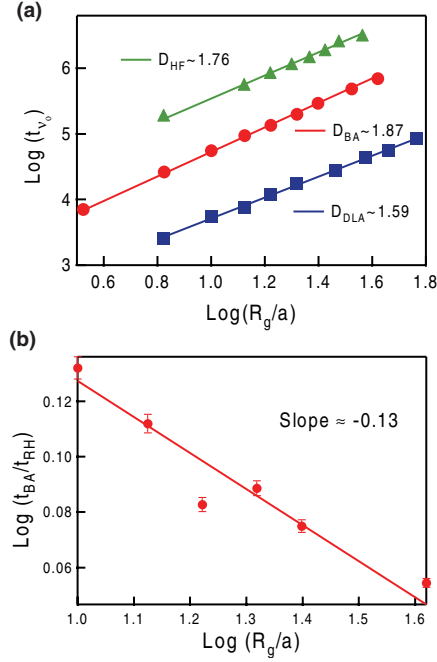 (a)
6
5
4
3
Log (t_ν₀)
D_HF~1.76
D_BA~1.87
D_DLA~1.59
0.6 0.8 1.0 1.2 1.4 1.6 1.8
Log(R_g/a)
(b)
0.12
0.10
0.08
0.06
Log (t_BA/t_RH)
Slope ≈ -0.13
1.0 1.1 1.2 1.3 1.4 1.5 1.6
Log (R_g/a)